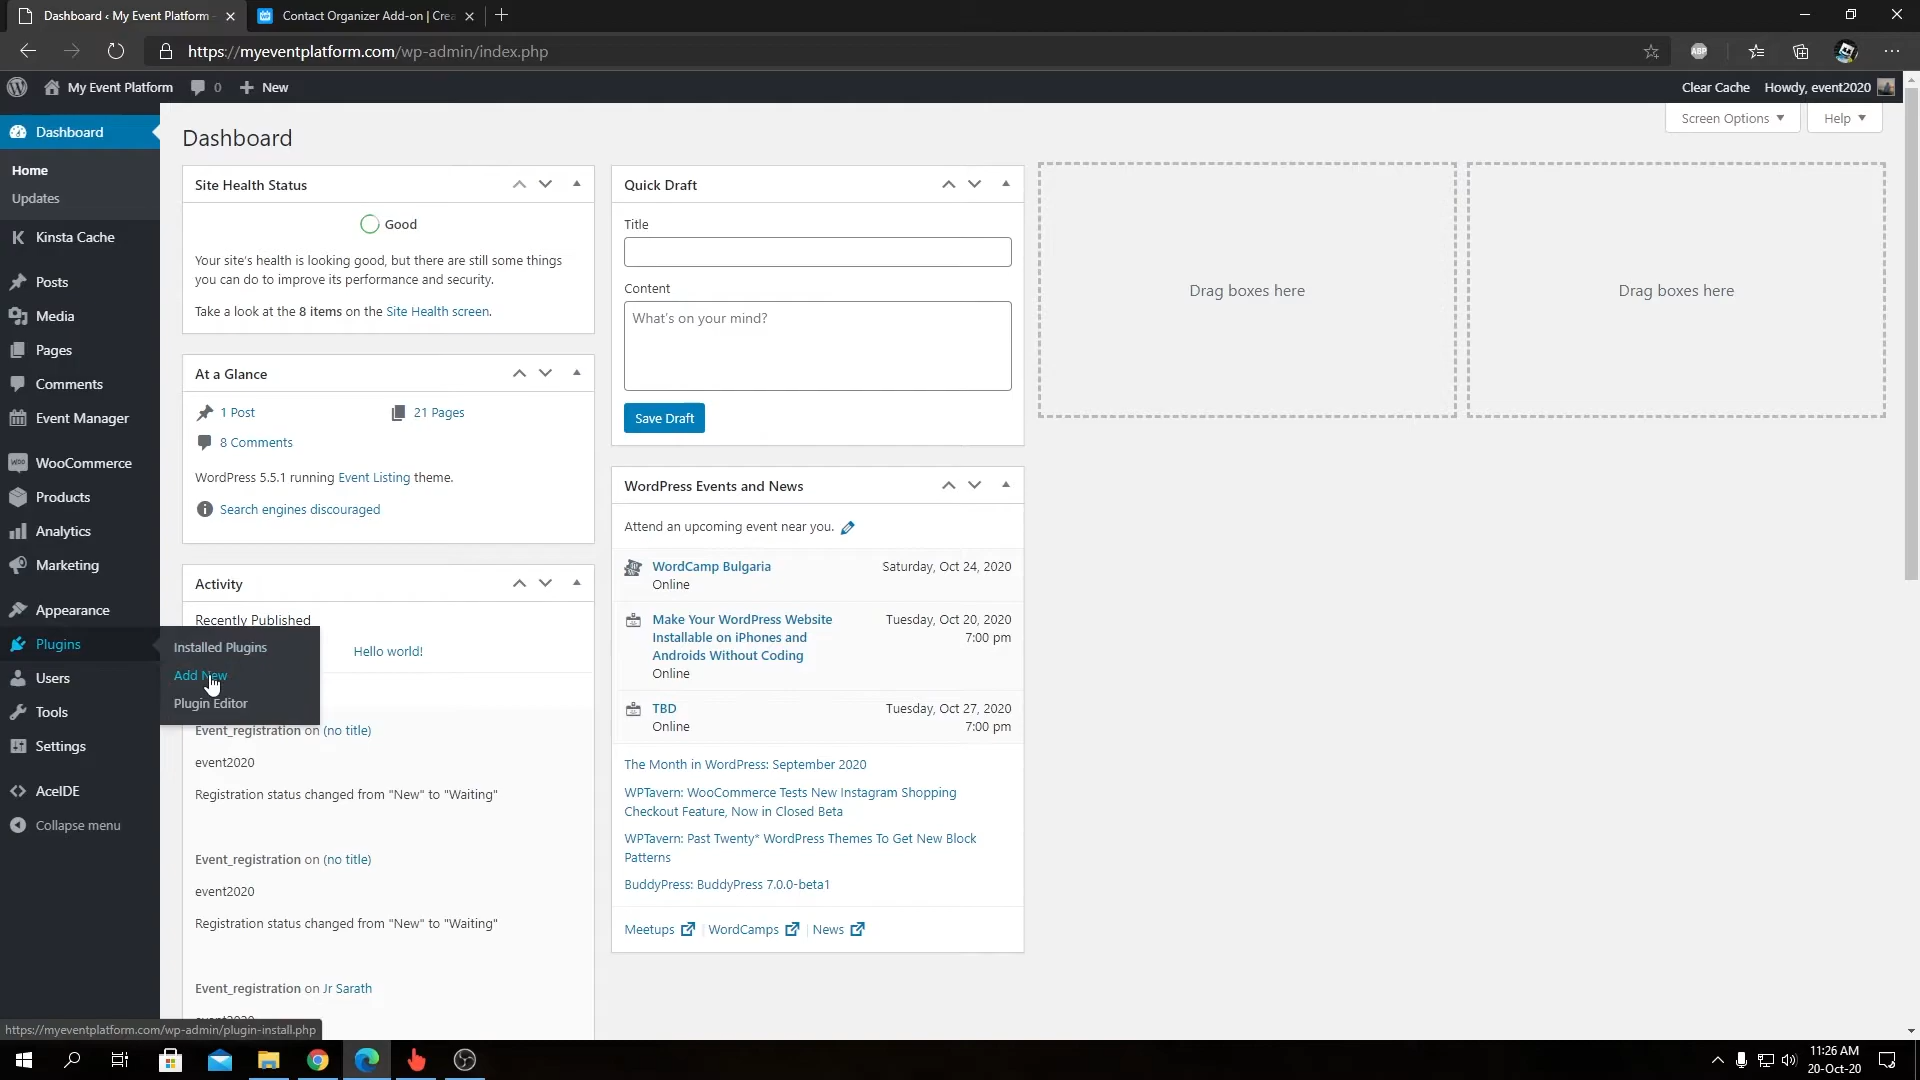 Dashboard ‹ My Event Platform -
Contact Organizer Add-on | Crea
https://myeventplatform.com/wp-admin/index.php
ABP
My Event Platform
0
New
Clear Cache
Howdy, event2020
Dashboard
Home
Updates
Kinsta Cache
Posts
Media
Pages
Comments
Event Manager
WooCommerce
Products
Analytics
Marketing
Appearance
Plugins
Users
Tools
Settings
AceIDE
Collapse menu
Installed Plugins
Add New
Plugin Editor
Dashboard
Screen Options
Help
Site Health Status
Good
Your site's health is looking good, but there are still some things
you can do to improve its performance and security.
Take a look at the 8 items on the Site Health screen.
At a Glance
1 Post
21 Pages
8 Comments
WordPress 5.5.1 running Event Listing theme.
Search engines discouraged
Activity
Recently Published
Hello world!
Event_registration on (no title)
event2020
Registration status changed from "New" to "Waiting"
Event_registration on (no title)
event2020
Registration status changed from "New" to "Waiting"
Event_registration on Jr Sarath
Quick Draft
Title
Content
What's on your mind?
Save Draft
WordPress Events and News
Attend an upcoming event near you.
WordCamp Bulgaria
Saturday, Oct 24, 2020
Online
Make Your WordPress Website
Installable on iPhones and
Androids Without Coding
Tuesday, Oct 20, 2020
7:00 pm
Online
TBD
Tuesday, Oct 27, 2020
Online
7:00 pm
The Month in WordPress: September 2020
WPTavern: WooCommerce Tests New Instagram Shopping
Checkout Feature, Now in Closed Beta
WPTavern: Past Twenty* WordPress Themes To Get New Block
Patterns
BuddyPress: BuddyPress 7.0.0-beta1
Meetups | WordCamps | News
Drag boxes here
Drag boxes here
https://myeventplatform.com/wp-admin/plugin-install.php
11:26 AM
20-Oct-20